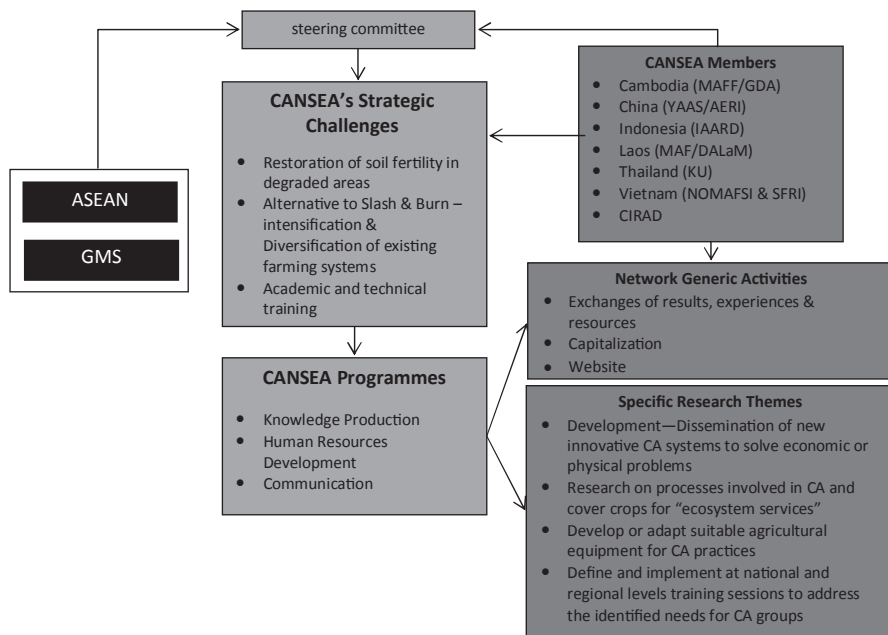 steering committee
CANSEA's Strategic
Challenges
• Restoration of soil fertility in
degraded areas
• Alternative to Slash & Burn –
intensification &
Diversification of existing
farming systems
• Academic and technical
training
CANSEA Members
• Cambodia (MAFF/GDA)
• China (YAAS/AERI)
• Indonesia (IAARD)
• Laos (MAF/DALaM)
• Thailand (KU)
• Vietnam (NOMAFSI & SFRI)
• CIRAD
ASEAN
GMS
Network Generic Activities
• Exchanges of results, experiences &
resources
• Capitalization
• Website
CANSEA Programmes
• Knowledge Production
• Human Resources
Development
• Communication
Specific Research Themes
• Development—Dissemination of new
innovative CA systems to solve economic or
physical problems
• Research on processes involved in CA and
cover crops for “ecosystem services”
• Develop or adapt suitable agricultural
equipment for CA practices
• Define and implement at national and
regional levels training sessions to address
the identified needs for CA groups